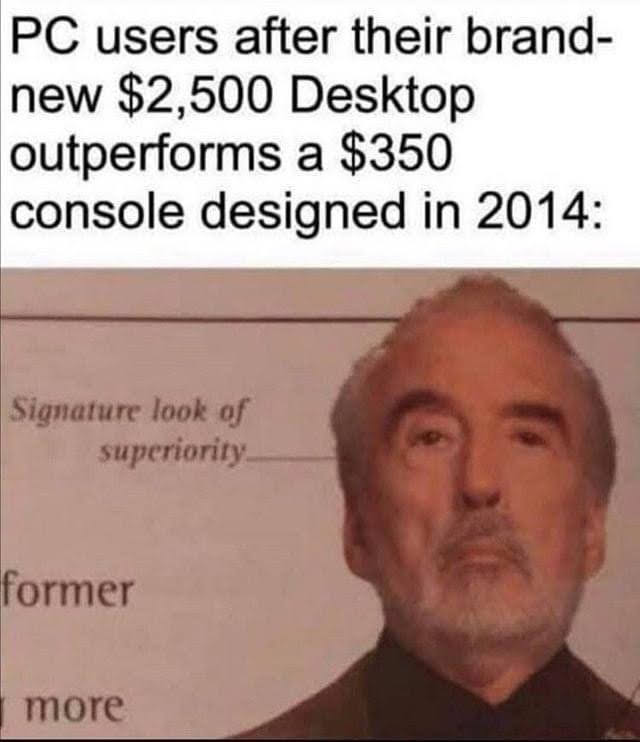 PC users after their brand-
new $2,500 Desktop
outperforms a $350
console designed in 2014:
Signature look of
superiority
former
more